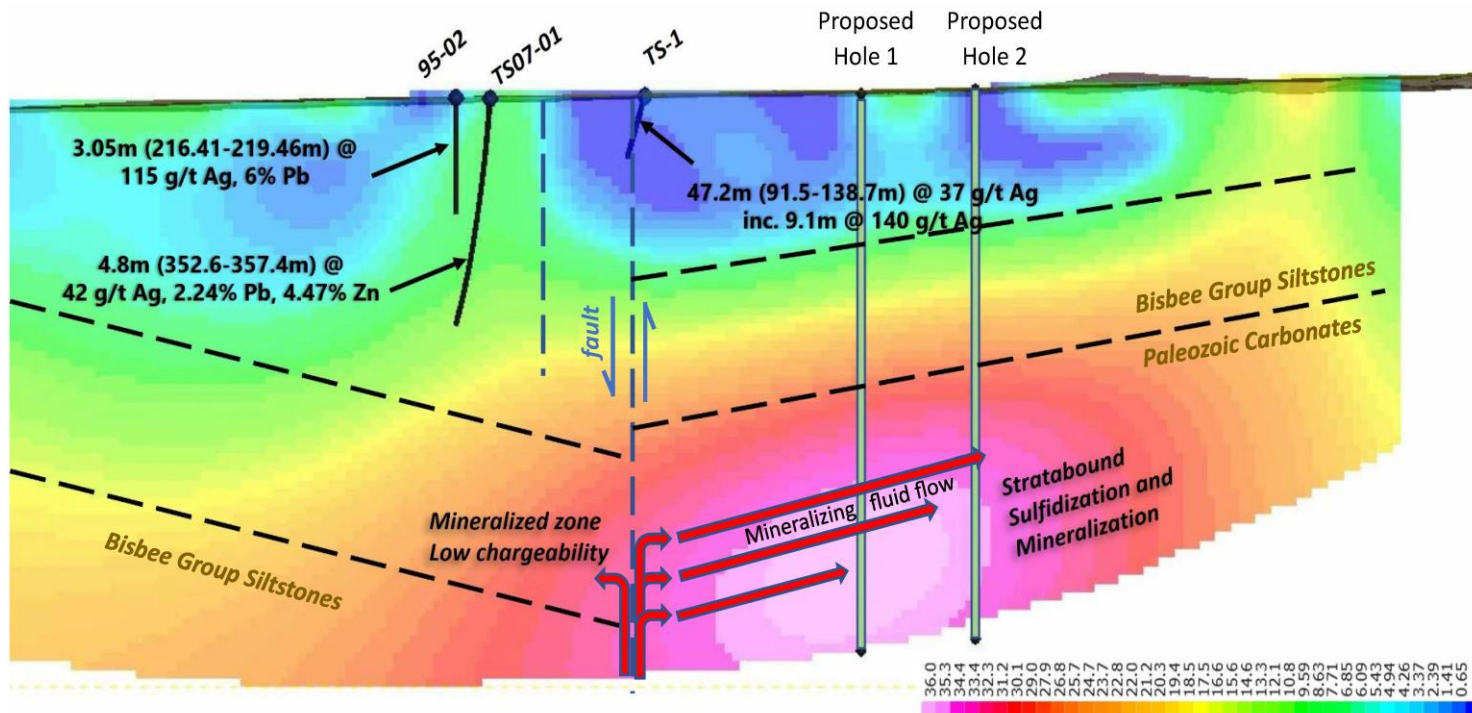 Proposed
Hole 1
Proposed
Hole 2
95-02
TS07-01
TS-1
3.05m (216.41-219.46m) @
115 g/t Ag, 6% Pb
47.2m (91.5-138.7m) @ 37 g/t Ag
inc. 9.1m @ 140 g/t Ag
4.8m (352.6-357.4m) @
42 g/t Ag, 2.24% Pb, 4.47% Zn
fault
Bisbee Group Siltstones
Paleozoic Carbonates
Mineralized zone
Low chargeability
Mineralizing fluid flow
Stratabound
Sulfidization and
Mineralization
Bisbee Group Siltstones
36.0
35.3
34.4
33.4
32.3
31.2
30.1
29.0
27.9
26.8
25.7
24.7
23.7
22.8
22.0
21.2
20.3
19.4
18.5
17.5
16.6
15.6
14.6
13.3
12.1
10.8
9.59
8.63
7.71
6.85
6.09
5.43
4.94
4.26
3.37
2.39
1.41
0.65